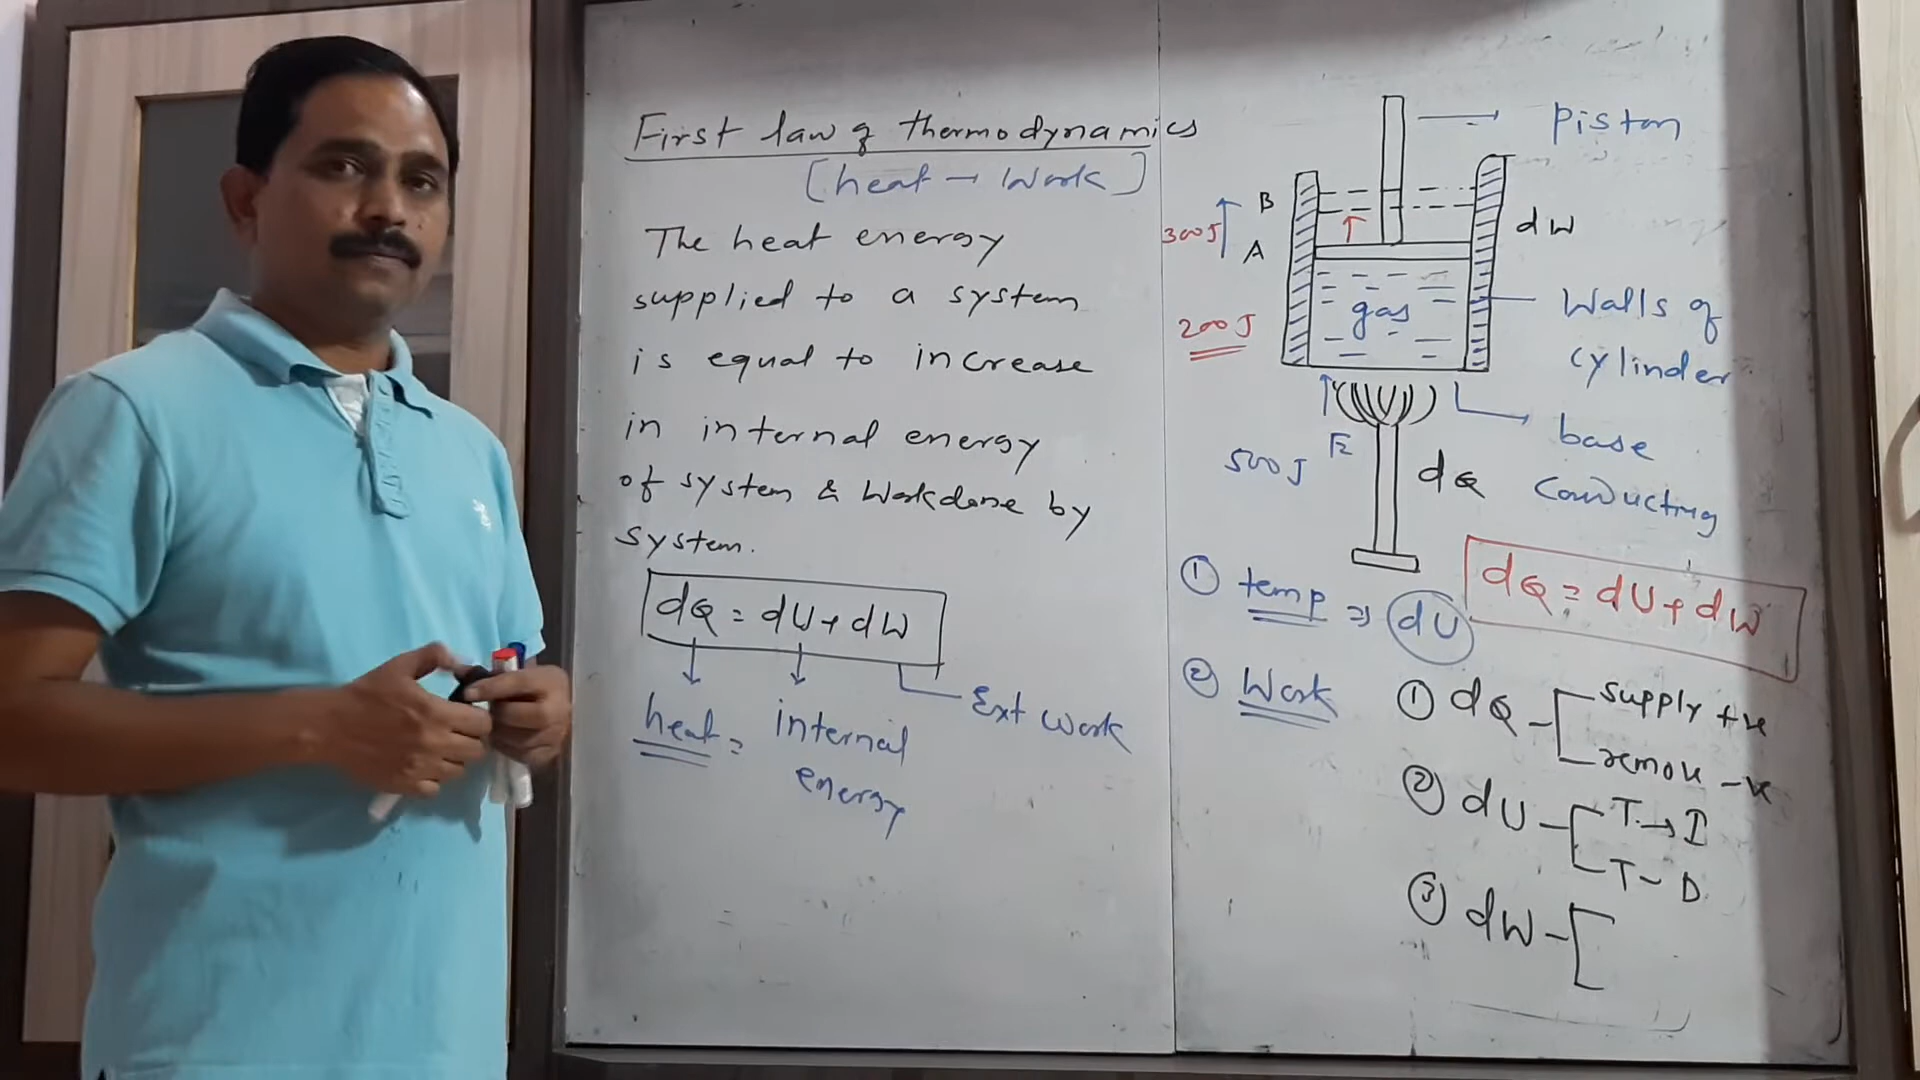 First law of thermodynamics
[heat → Work]
The heat energy
supplied to a system
is equal to increase
in internal energy
of system & Workdone by
system.
dQ = dU + dW
heat =
internal
energy
Ext work
Piston
B
300J
A
dW
gas
Walls of
cylinder
200J
base
500J
dQ
Conducting
① temp ⇒ dU
dQ = dU + dW
② Work
① dQ
supply +ve
remove -ve
② dU
T → I
T - D
③ dW